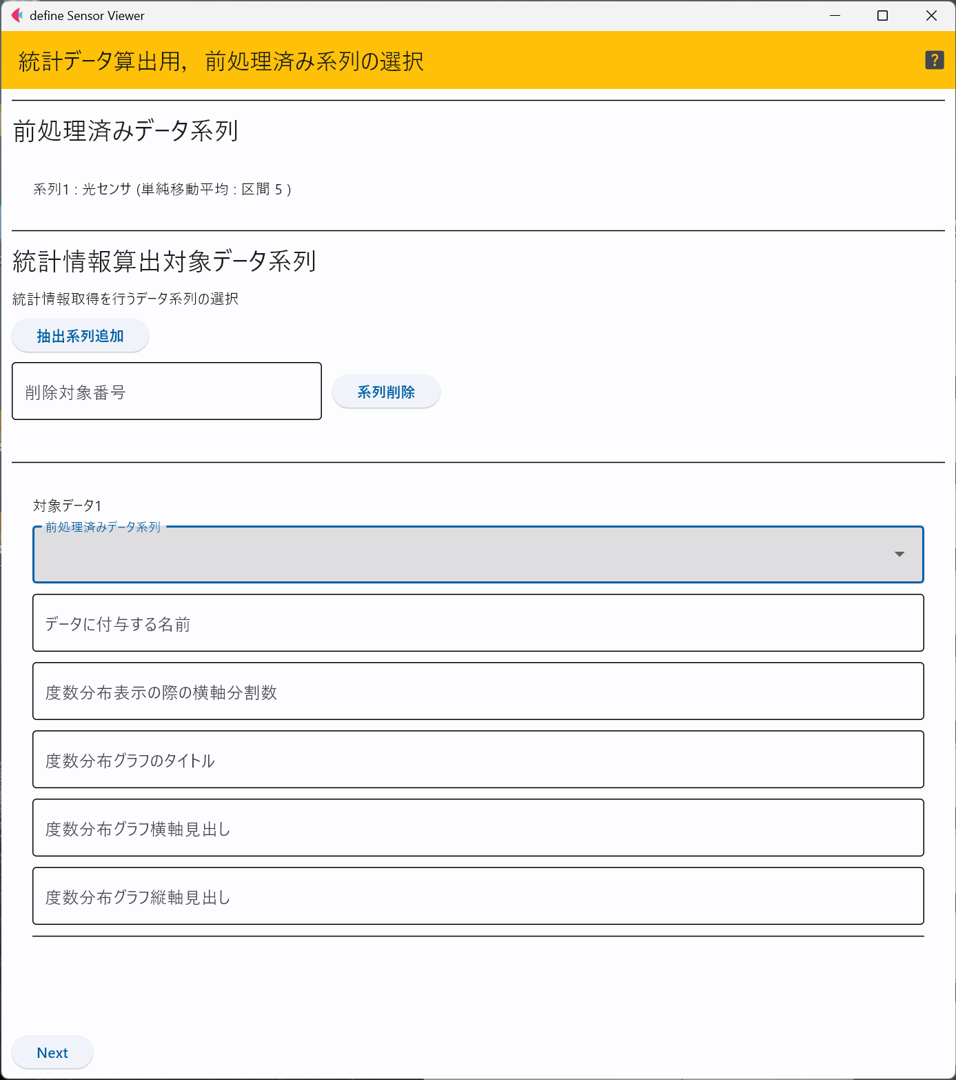 define Sensor Viewer
統計データ算出用，前処理済み系列の選択
?
前処理済みデータ系列
系列1 : 光センサ (単純移動平均 : 区間 5 )
統計情報算出対象データ系列
統計情報取得を行うデータ系列の選択
抽出系列追加
削除対象番号
系列削除
対象データ1
前処理済みデータ系列
データに付与する名前
度数分布表示の際の横軸分割数
度数分布グラフのタイトル
度数分布グラフ横軸見出し
度数分布グラフ縦軸見出し
Next